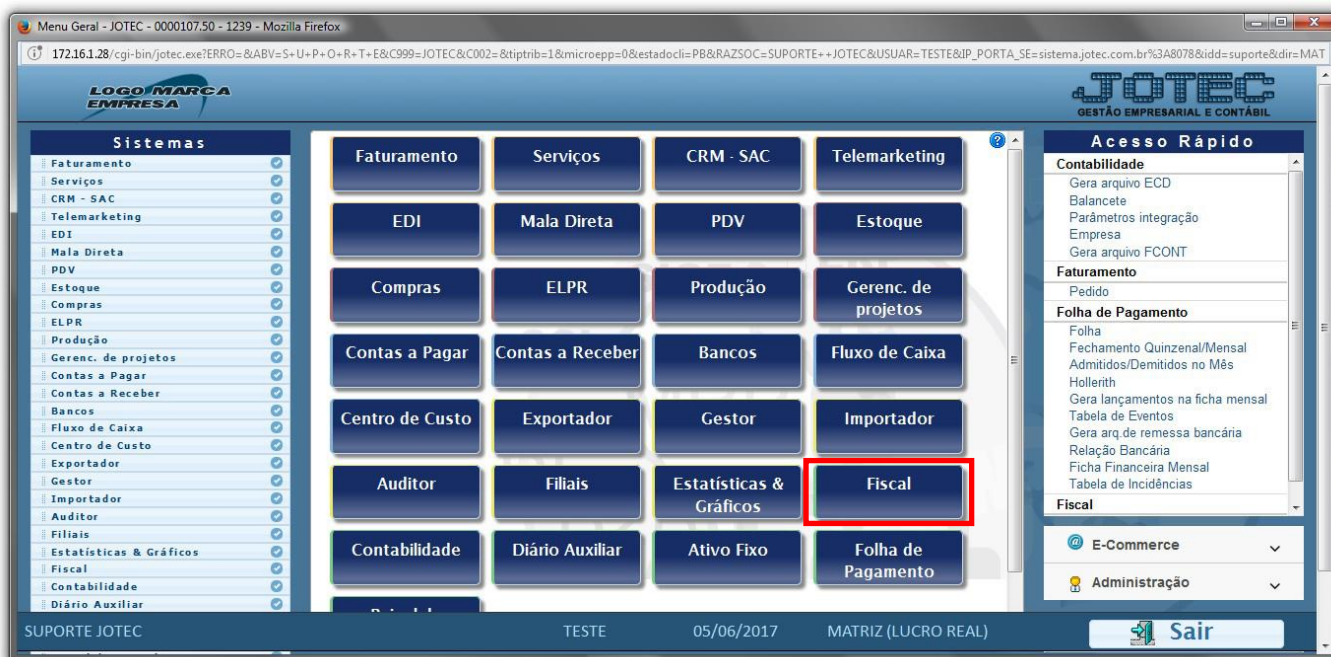 Menu Geral - JOTEC - 0000107.50 - 1239 - Mozilla Firefox
172.16.1.28/cgi-bin/jotec.exe?ERRO=&ABV=S+U+P+O+R+T+E&C999=JOTEC&C002=&tiptrib=1&microepp=0&estadocli=PB&RAZSOC=SUPORTE++JOTEC&USUAR=TESTE&IP_PORTA_SE=sistema.jotec.com.br%3A8078&idd=suporte&dir=MAT
LOGO MARCA
EMPRESA
JOTEC
GESTÃO EMPRESARIAL E CONTÁBIL
Sistemas
Faturamento
Serviços
CRM - SAC
Telemarketing
EDI
Mala Direta
PDV
Estoque
Compras
ELPR
Produção
Gerenc. de projetos
Contas a Pagar
Contas a Receber
Bancos
Fluxo de Caixa
Centro de Custo
Exportador
Gestor
Importador
Auditor
Filiais
Estatísticas & Gráficos
Fiscal
Contabilidade
Diário Auxiliar
Faturamento
Serviços
CRM - SAC
Telemarketing
EDI
Mala Direta
PDV
Estoque
Compras
ELPR
Produção
Gerenc. de
projetos
Contas a Pagar
Contas a Receber
Bancos
Fluxo de Caixa
Centro de Custo
Exportador
Gestor
Importador
Auditor
Filiais
Estatísticas &
Gráficos
Fiscal
Contabilidade
Diário Auxiliar
Ativo Fixo
Folha de
Pagamento
Acesso Rápido
Contabilidade
Gera arquivo ECD
Balancete
Parâmetros integração
Empresa
Gera arquivo FCONT
Faturamento
Pedido
Folha de Pagamento
Folha
Fechamento Quinzenal/Mensal
Admitidos/Demitidos no Mês
Hollerith
Gera lançamentos na ficha mensal
Tabela de Eventos
Gera arq.de remessa bancária
Relação Bancária
Ficha Financeira Mensal
Tabela de Incidências
Fiscal
E-Commerce
Administração
SUPORTE JOTEC
TESTE
05/06/2017
MATRIZ (LUCRO REAL)
Sair